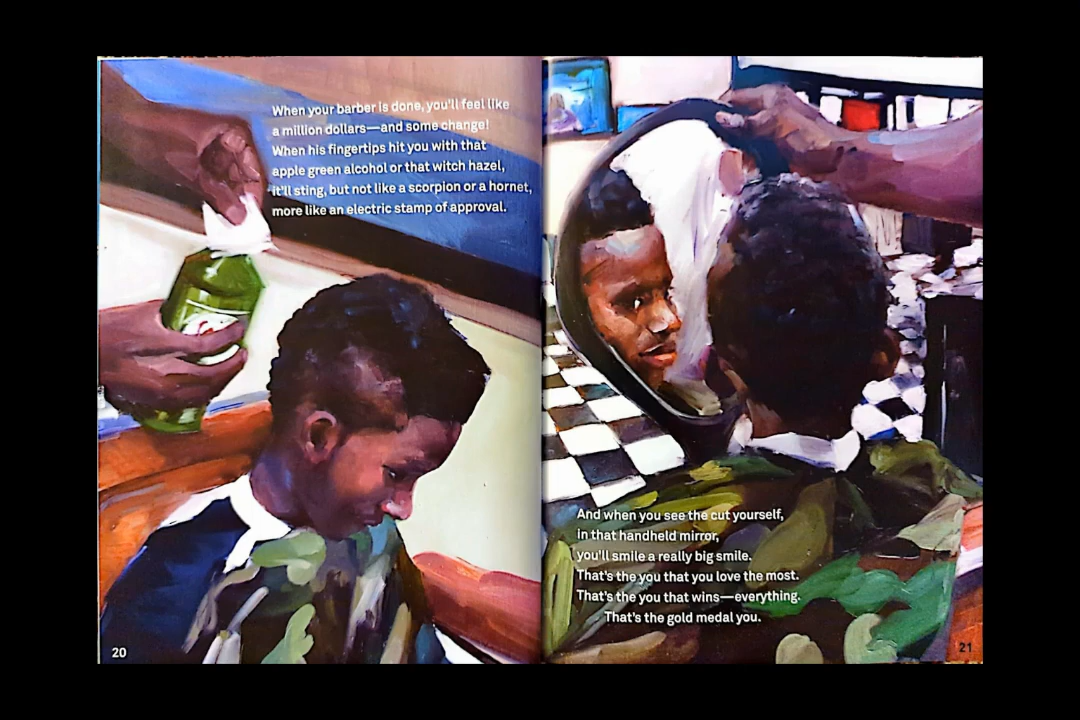 When your barber is done, you'll feel like
a million dollars—and some change!
When his fingertips hit you with that
apple green alcohol or that witch hazel,
it'll sting, but not like a scorpion or a hornet,
more like an electric stamp of approval.
20
And when you see the cut yourself,
in that handheld mirror,
you'll smile a really big smile.
That's the you that you love the most.
That's the you that wins—everything.
That's the gold medal you.
21